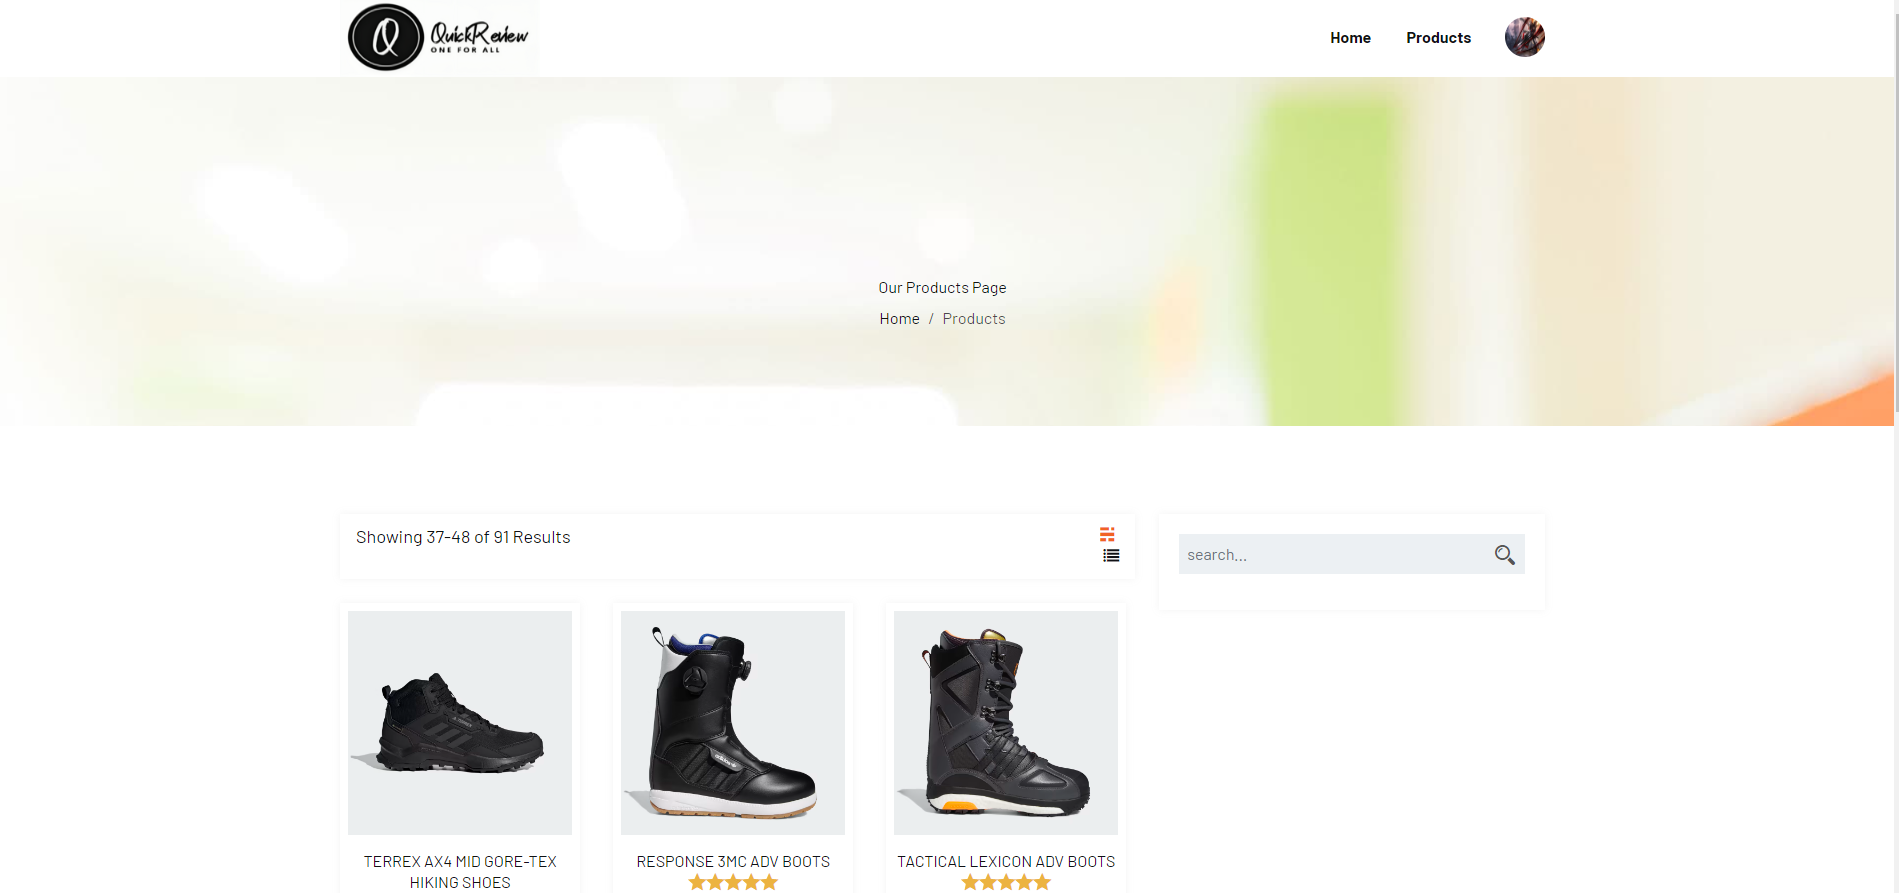 Q QuickReview
ONE FOR ALL
Home Products
Our Products Page
Home / Products
Showing 37-48 of 91 Results
search...
TERREX AX4 MID GORE-TEX
HIKING SHOES
RESPONSE 3MC ADV BOOTS
TACTICAL LEXICON ADV BOOTS